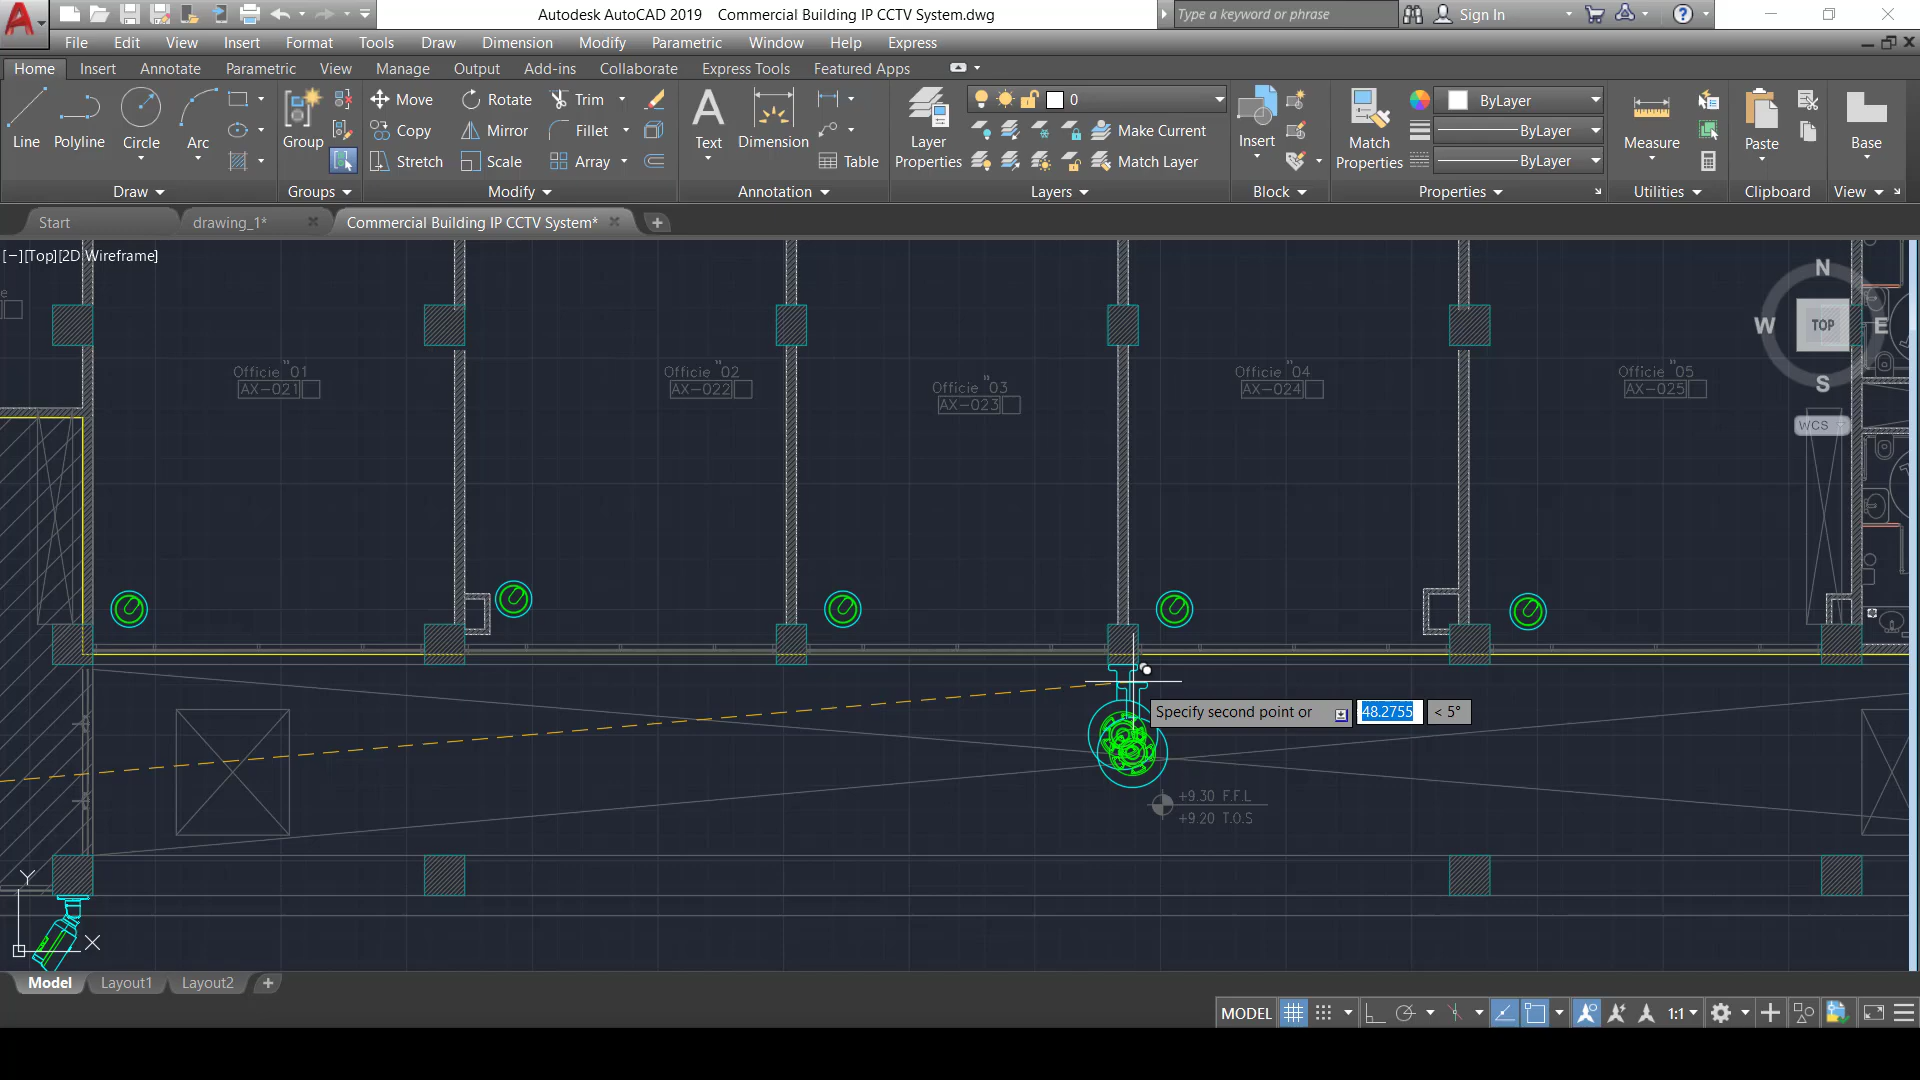 Autodesk AutoCAD 2019 Commercial Building IP CCTV System.dwg
Type a keyword or phrase
Sign In
File Edit View Insert Format Tools Draw Dimension Modify Parametric Window Help Express
Home Insert Annotate Parametric View Manage Output Add-ins Collaborate Express Tools Featured Apps
Line Polyline Circle Arc
Group
Move Rotate Trim
Copy Mirror Fillet
Stretch Scale Array
Text Dimension Table
Layer Properties
0
Make Current
Match Layer
Insert
Match Properties
ByLayer
ByLayer
ByLayer
Measure
Paste
Base
Draw Groups Modify Annotation Layers Block Properties Utilities Clipboard View
Start drawing_1* Commercial Building IP CCTV System*
[−][Top][2D Wireframe]
N
W TOP E
S
WCS
Officie "01
AX-021
Officie "02
AX-022
Officie "03
AX-023
Officie "04
AX-024
Officie "05
AX-025
Specify second point or 48.2755 < 5°
+9.30 F.F.L
+9.20 T.O.S
Y
X
Model Layout1 Layout2
MODEL 1:1